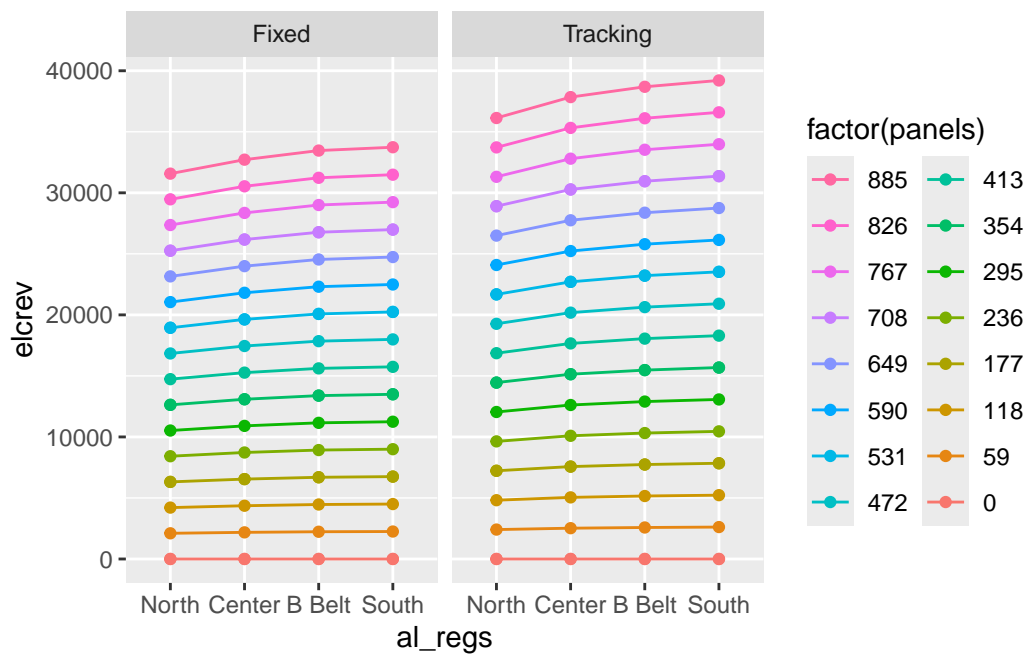 Fixed
Tracking
40000
30000
20000
10000
0
elcrev
North Center B Belt South
North Center B Belt South
al_regs
factor(panels)
885 413
826 354
767 295
708 236
649 177
590 118
531 59
472 0